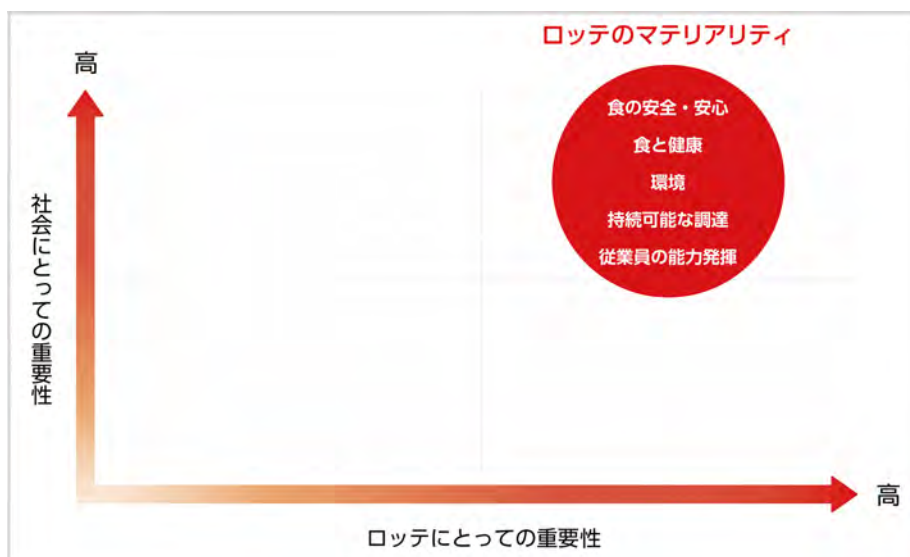 ロッテのマテリアリティ
高
食の安全・安心
食と健康
環境
持続可能な調達
従業員の能力発揮
社会にとっての重要性
高
ロッテにとっての重要性